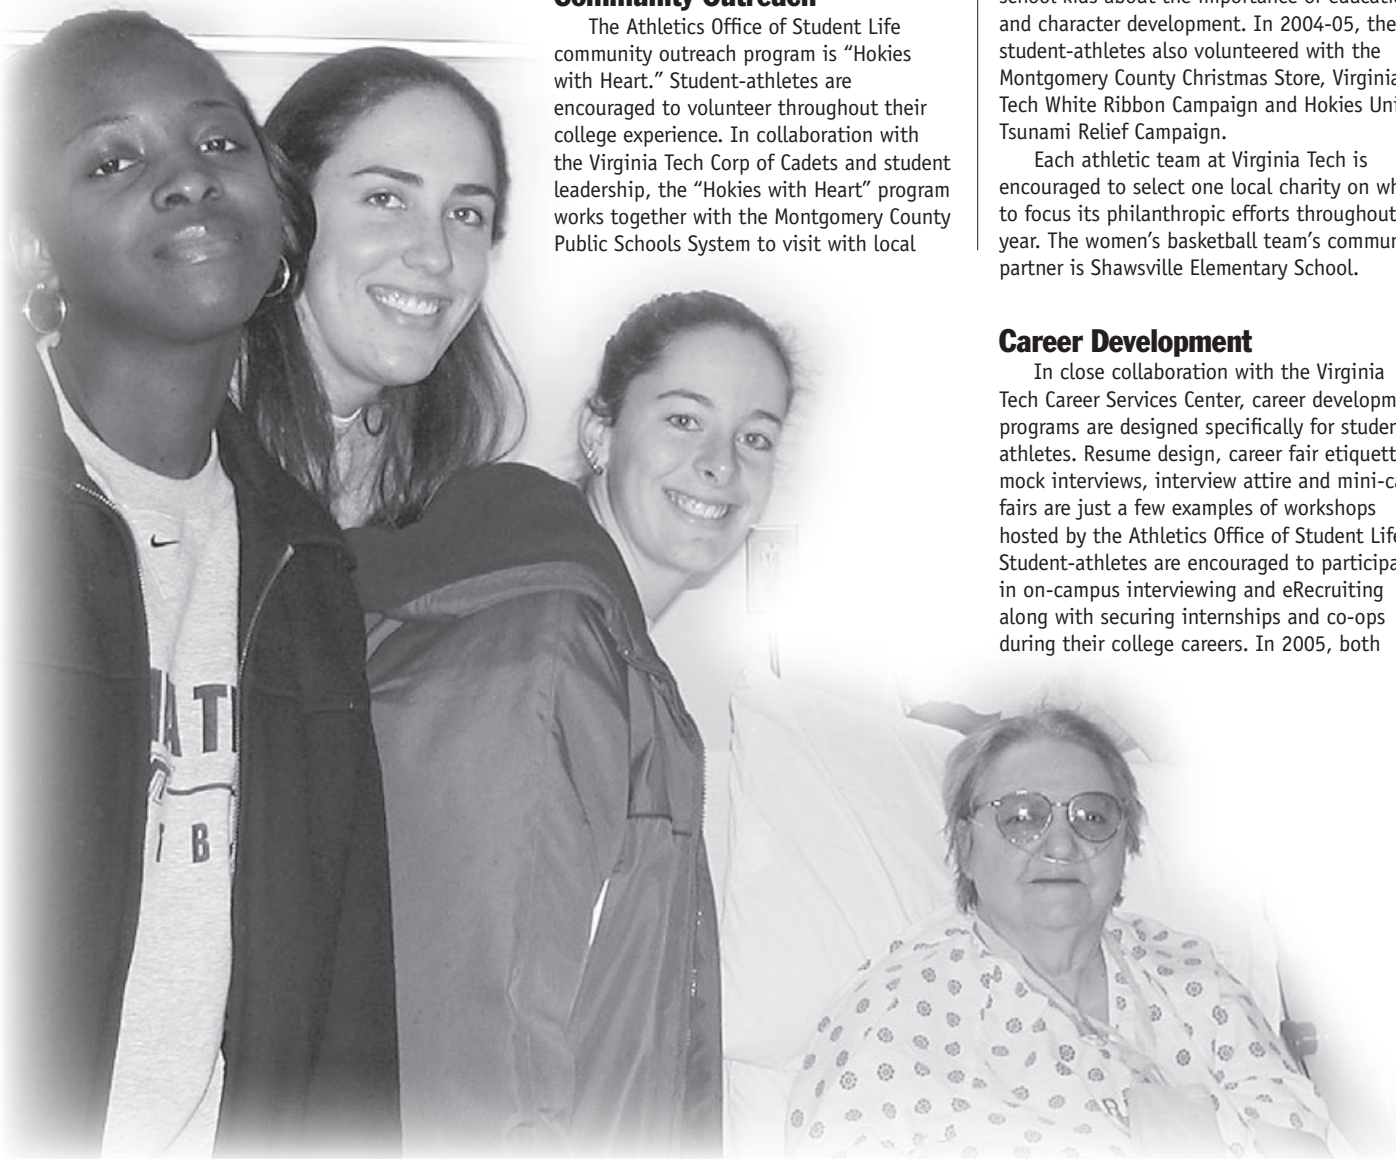 Community Outreach
The Athletics Office of Student Life
community outreach program is “Hokies
with Heart.” Student-athletes are
encouraged to volunteer throughout their
college experience. In collaboration with
the Virginia Tech Corp of Cadets and student
leadership, the “Hokies with Heart” program
works together with the Montgomery County
Public Schools System to visit with local
school kids about the importance of
and character development. In 2004-05, the
student-athletes also volunteered with the
Montgomery County Christmas Store, Virginia
Tech White Ribbon Campaign and Hokies
Tsunami Relief Campaign.
Each athletic team at Virginia Tech is
encouraged to select one local charity on
to focus its philanthropic efforts throughout
year. The women’s basketball team’s
partner is Shawsville Elementary School.
Career Development
In close collaboration with the Virginia
Tech Career Services Center, career
programs are designed specifically for
athletes. Resume design, career fair
mock interviews, interview attire and
fairs are just a few examples of workshops
hosted by the Athletics Office of Student
Student-athletes are encouraged to
in on-campus interviewing and eRecruiting
along with securing internships and co-ops
during their college careers. In 2005, both